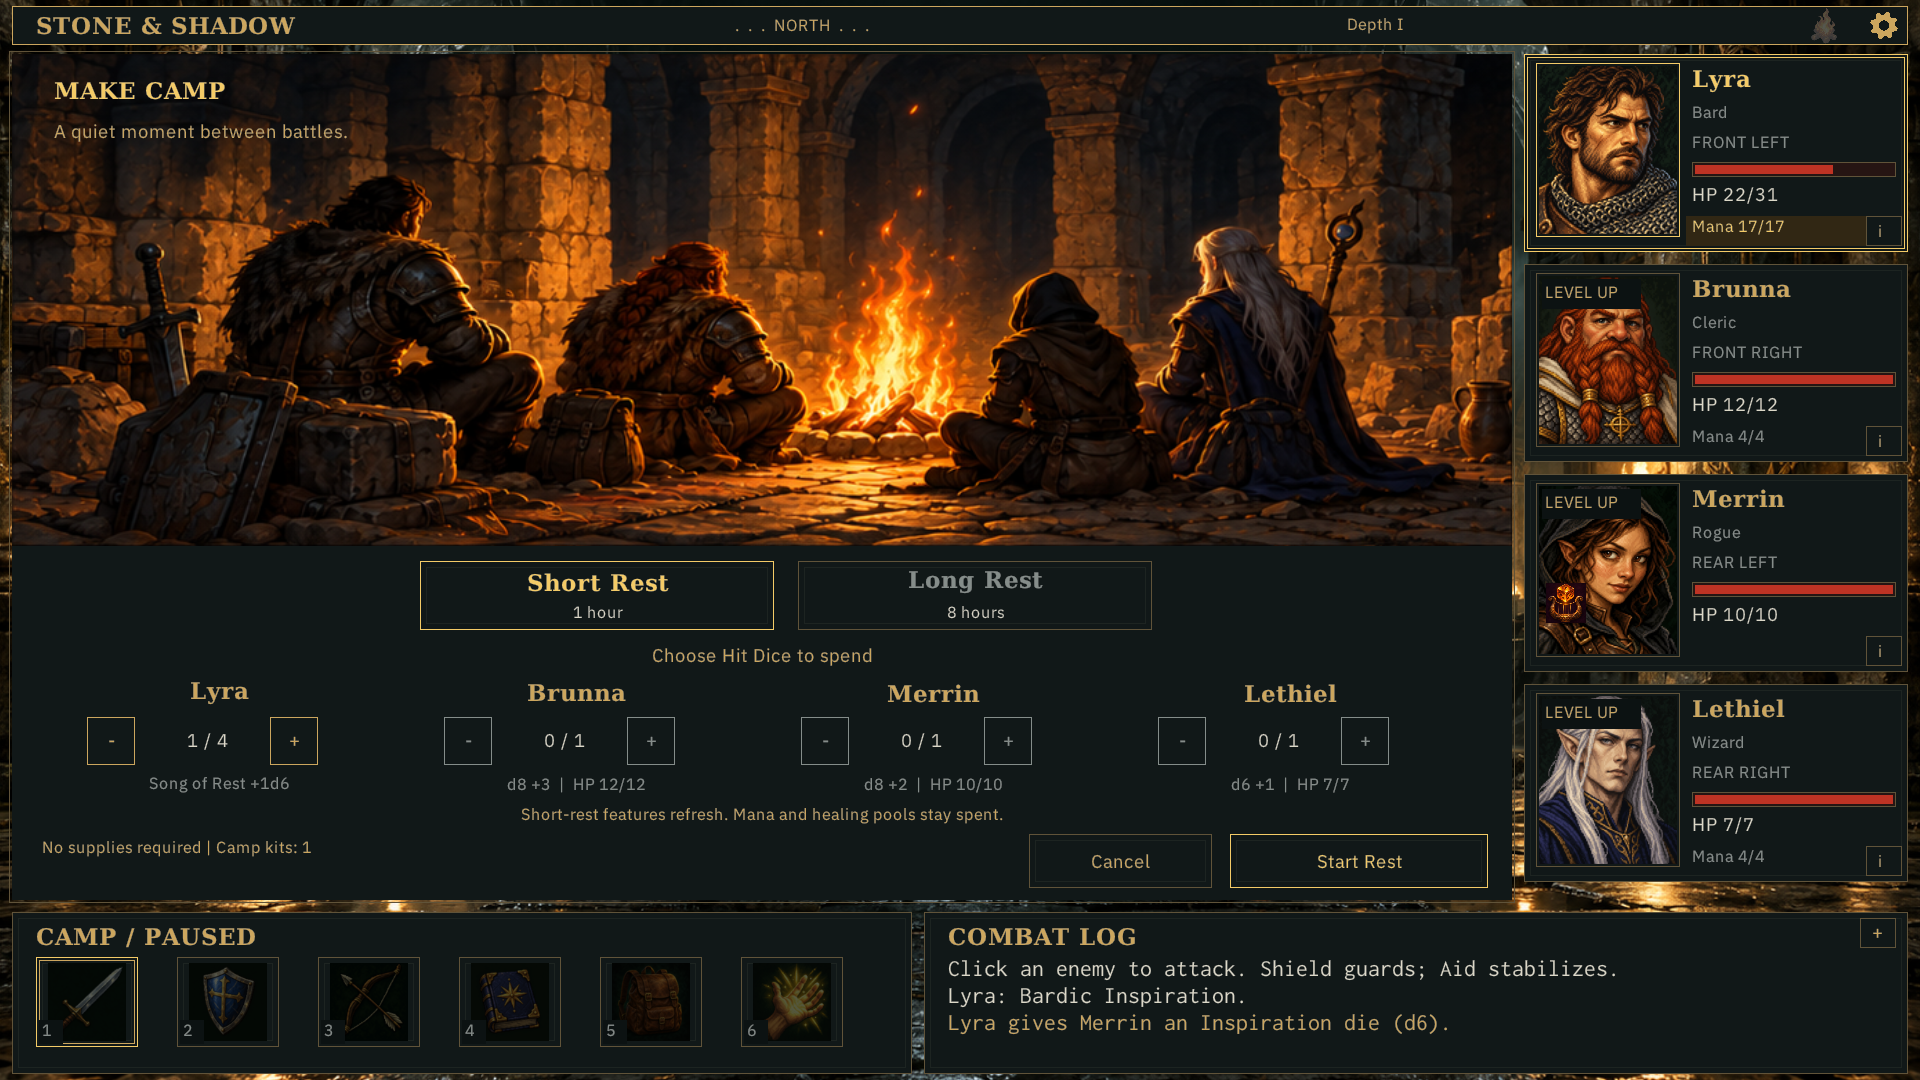 STONE & SHADOW
. . . NORTH . . .
Depth I
MAKE CAMP
A quiet moment between battles.
Short Rest
1 hour
Long Rest
8 hours
Choose Hit Dice to spend
Lyra
- 1 / 4 +
Song of Rest +1d6
Brunna
- 0 / 1 +
d8 +3 | HP 12/12
Merrin
- 0 / 1 +
d8 +2 | HP 10/10
Lethiel
- 0 / 1 +
d6 +1 | HP 7/7
Short-rest features refresh. Mana and healing pools stay spent.
No supplies required | Camp kits: 1
Cancel
Start Rest
Lyra
Bard
FRONT LEFT
HP 22/31
Mana 17/17
i
LEVEL UP
Brunna
Cleric
FRONT RIGHT
HP 12/12
Mana 4/4
i
LEVEL UP
Merrin
Rogue
REAR LEFT
HP 10/10
i
LEVEL UP
Lethiel
Wizard
REAR RIGHT
HP 7/7
Mana 4/4
i
CAMP / PAUSED
1
2
3
4
5
6
COMBAT LOG
+
Click an enemy to attack. Shield guards; Aid stabilizes.
Lyra: Bardic Inspiration.
Lyra gives Merrin an Inspiration die (d6).